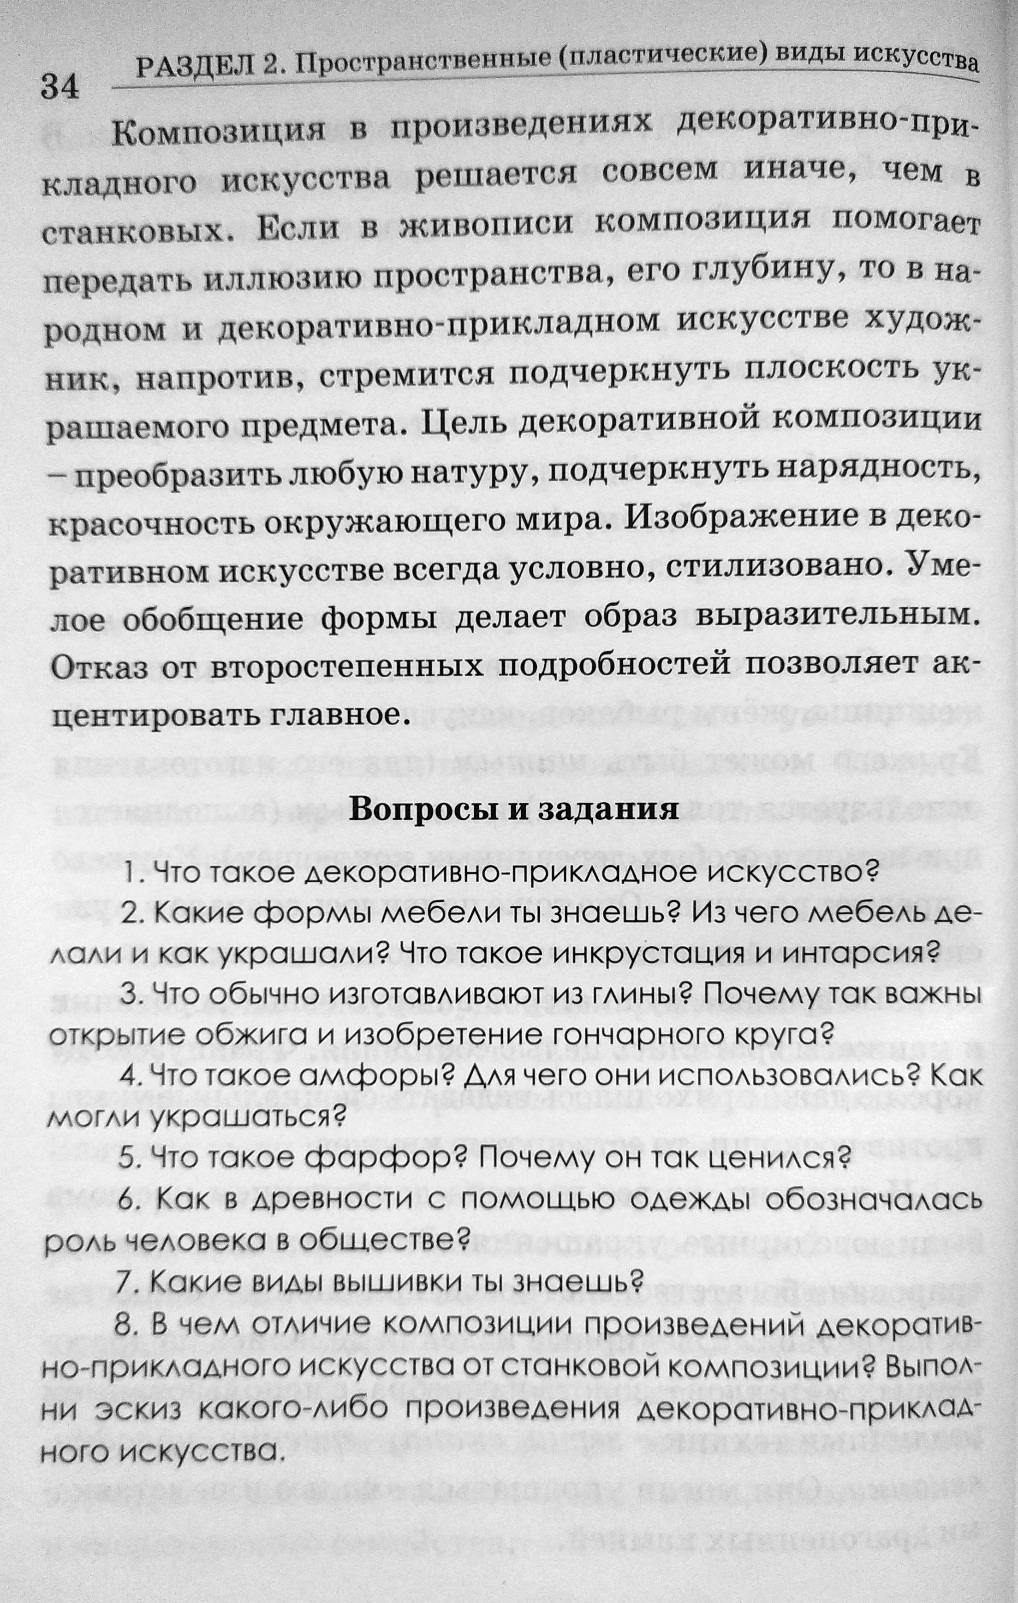 34
РАЗДЕЛ 2. Пространственные (пластические) виды искусства
Композиция в произведениях декоративно-при-
кладного искусства решается совсем иначе, чем в
станковых. Если в живописи композиция помогает
передать иллюзию пространства, его глубину, то в на-
родном и декоративно-прикладном искусстве худож-
ник, напротив, стремится подчеркнуть плоскость ук-
рашаемого предмета. Цель декоративной композиции
– преобразить любую натуру, подчеркнуть нарядность,
красочность окружающего мира. Изображение в деко-
ративном искусстве всегда условно, стилизовано. Уме-
лое обобщение формы делает образ выразительным.
Отказ от второстепенных подробностей позволяет ак-
центировать главное.
Вопросы и задания
1. Что такое декоративно-прикладное искусство?
2. Какие формы мебели ты знаешь? Из чего мебель де-
лали и как украшали? Что такое инкрустация и интарсия?
3. Что обычно изготавливают из глины? Почему так важны
открытие обжига и изобретение гончарного круга?
4. Что такое амфоры? Для чего они использовались? Как
могли украшаться?
5. Что такое фарфор? Почему он так ценился?
6. Как в древности с помощью одежды обозначалась
роль человека в обществе?
7. Какие виды вышивки ты знаешь?
8. В чем отличие композиции произведений декоратив-
но-прикладного искусства от станковой композиции? Выпол-
ни эскиз какого-либо произведения декоративно-приклад-
ного искусства.